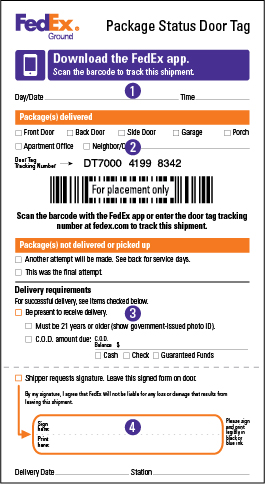 FedEx® Package Status Door Tag
Ground
Download the FedEx app.
Scan the barcode to track this shipment.
Day/Date 1 Time
Package(s) delivered
Front Door Back Door Side Door Garage Porch
Apartment Office Neighbor/ 2
Door Tag
Tracking Number DT7000 4199 8342
For placement only
Scan the barcode with the FedEx app or enter the door tag tracking
number at fedex.com to track this shipment.
Package(s) not delivered or picked up
Another attempt will be made. See back for service days.
This was the final attempt.
Delivery requirements
For successful delivery, see items checked below.
Be present to receive delivery. 3
Must be 21 years or older (show government-issued photo ID).
C.O.D. amount due: C.O.D.
Balance $
Cash Check Guaranteed Funds
Shipper requests signature. Leave this signed form on door.
By my signature, I agree that FedEx will not be liable for any loss or damage that results from
leaving this shipment.
Sign
here:
Print
here:
4
Please sign
and print
legibly in
black or
blue ink.
Delivery Date Station